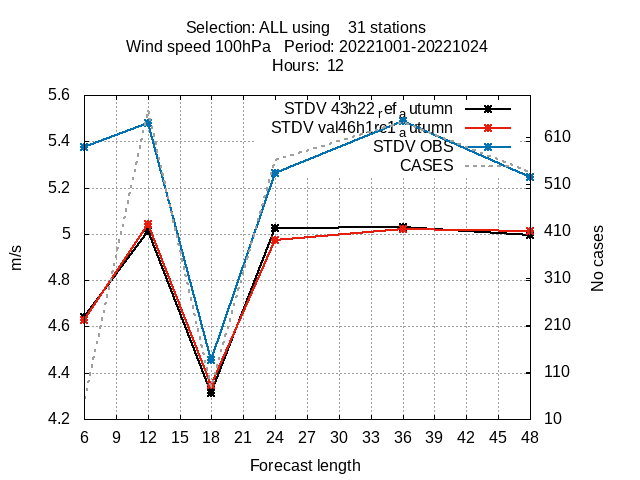 Selection: ALL using 31 stations
Wind speed 100hPa Period: 20221001-20221024
Hours: 12
STDV 43h22ref autumn
STDV val46h1rc1autumn
STDV OBS
CASES
5.6
5.4
5.2
5
4.8
4.6
4.4
4.2
m/s
610
510
410
310
210
110
10
No cases
6 9 12 15 18 21 24 27 30 33 36 39 42 45 48
Forecast length